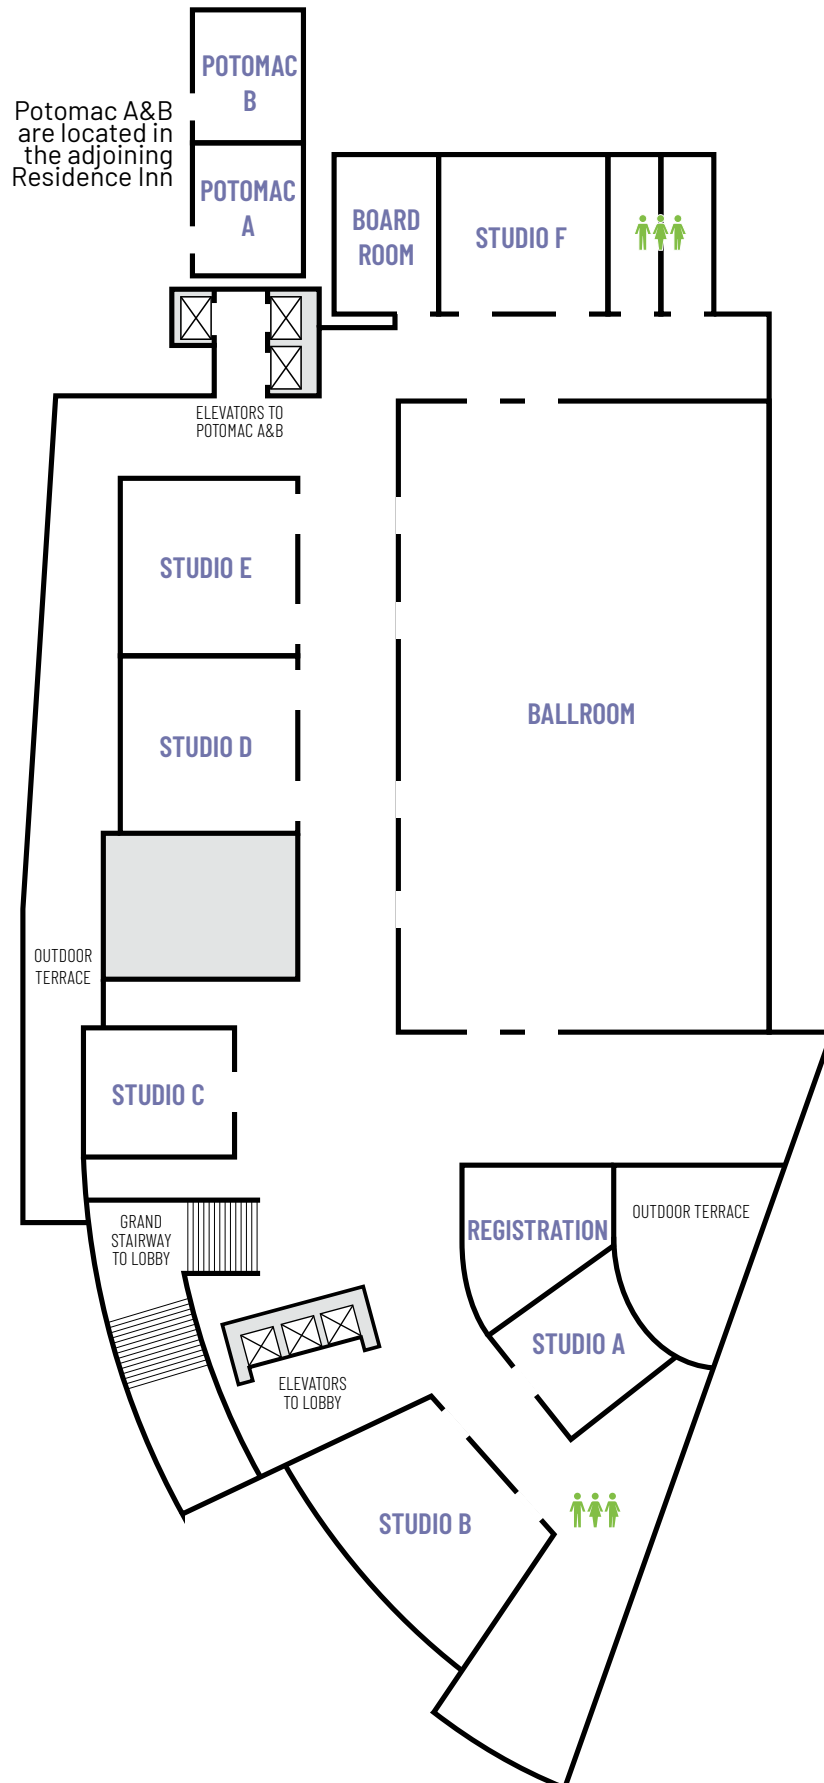 POTOMAC
B
Potomac A&B
are located in
the adjoining
Residence Inn
POTOMAC
A
BOARD
ROOM
STUDIO F
ELEVATORS TO
POTOMAC A&B
STUDIO E
BALLROOM
STUDIO D
OUTDOOR
TERRACE
STUDIO C
GRAND
STAIRWAY
TO LOBBY
REGISTRATION
OUTDOOR TERRACE
STUDIO A
ELEVATORS
TO LOBBY
STUDIO B